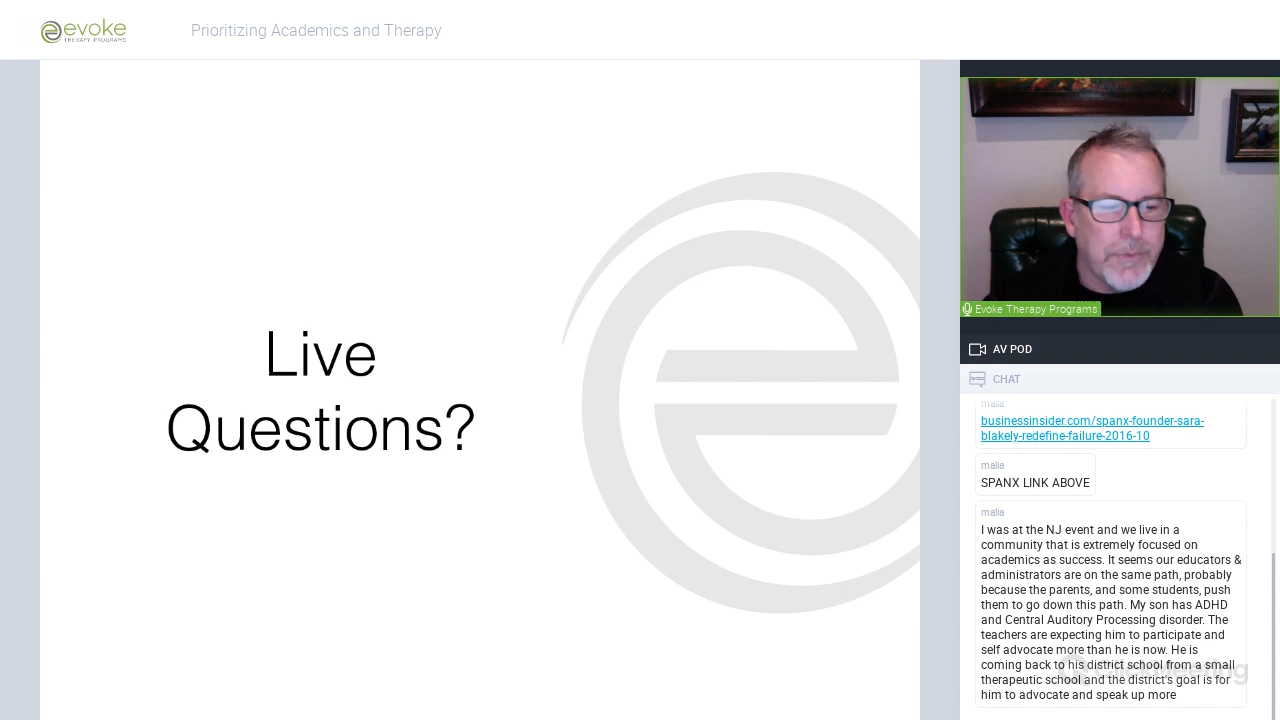 evoke
THERAPY PROGRAMS
Prioritizing Academics and Therapy
Live
Questions?
Evoke Therapy Programs
AV POD
CHAT
malia
businessinsider.com/spanx-founder-sara-
blakely-redefine-failure-2016-10
malia
SPANX LINK ABOVE
malia
I was at the NJ event and we live in a
community that is extremely focused on
academics as success. It seems our educators &
administrators are on the same path, probably
because the parents, and some students, push
them to go down this path. My son has ADHD
and Central Auditory Processing disorder. The
teachers are expecting him to participate and
self advocate more than he is now. He is
coming back to his district school from a small
therapeutic school and the district's goal is for
him to advocate and speak up more